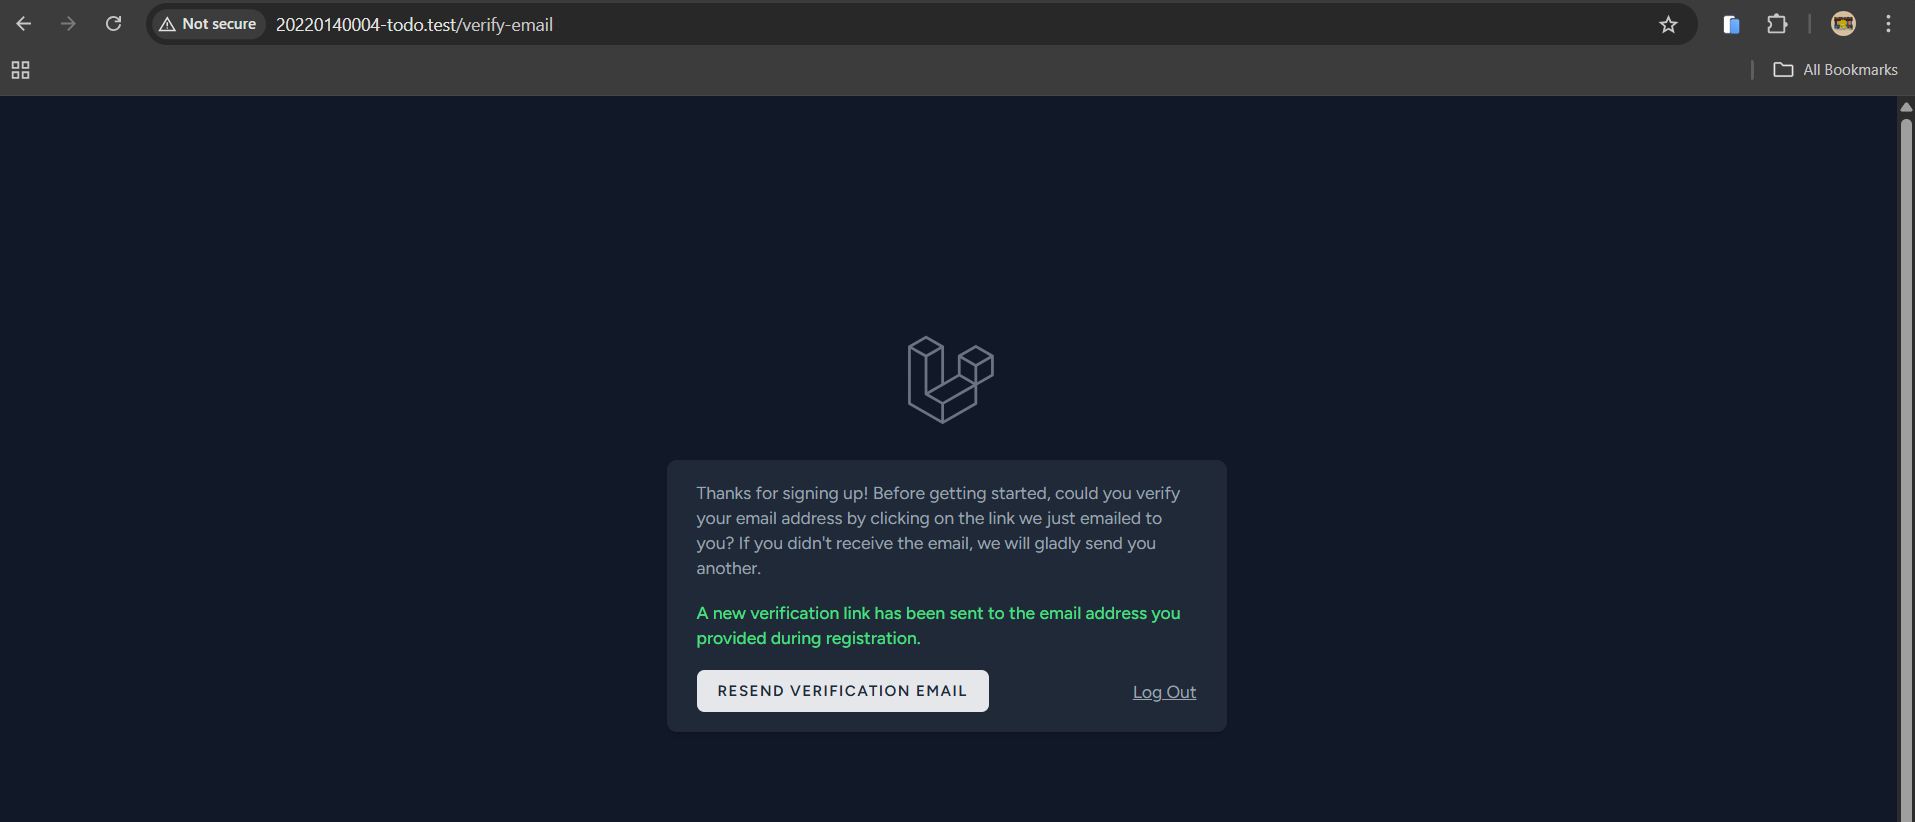 Not secure
20220140004-todo.test/verify-email
All Bookmarks
Thanks for signing up! Before getting started, could you verify
your email address by clicking on the link we just emailed to
you? If you didn't receive the email, we will gladly send you
another.
A new verification link has been sent to the email address you
provided during registration.
RESEND VERIFICATION EMAIL
Log Out